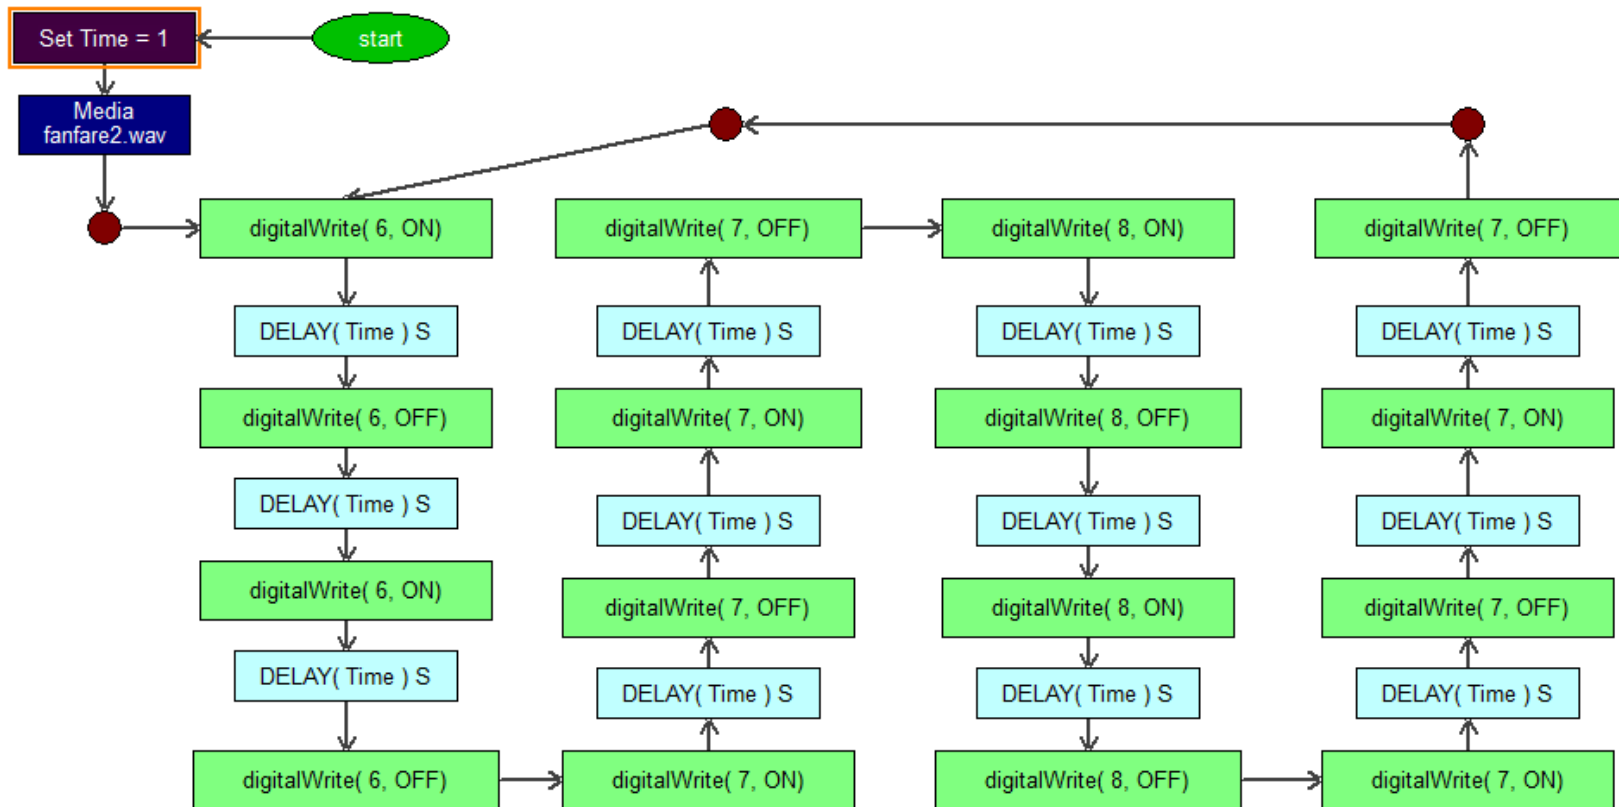 Set Time = 1
start
Media
fanfare2.wav
digitalWrite( 6, ON)
DELAY( Time ) S
digitalWrite( 6, OFF)
DELAY( Time ) S
digitalWrite( 6, ON)
DELAY( Time ) S
digitalWrite( 6, OFF)
digitalWrite( 7, ON)
DELAY( Time ) S
digitalWrite( 7, OFF)
DELAY( Time ) S
digitalWrite( 7, ON)
DELAY( Time ) S
digitalWrite( 7, OFF)
digitalWrite( 8, ON)
DELAY( Time ) S
digitalWrite( 8, OFF)
DELAY( Time ) S
digitalWrite( 8, ON)
DELAY( Time ) S
digitalWrite( 8, OFF)
digitalWrite( 7, ON)
DELAY( Time ) S
digitalWrite( 7, OFF)
DELAY( Time ) S
digitalWrite( 7, ON)
DELAY( Time ) S
digitalWrite( 7, OFF)